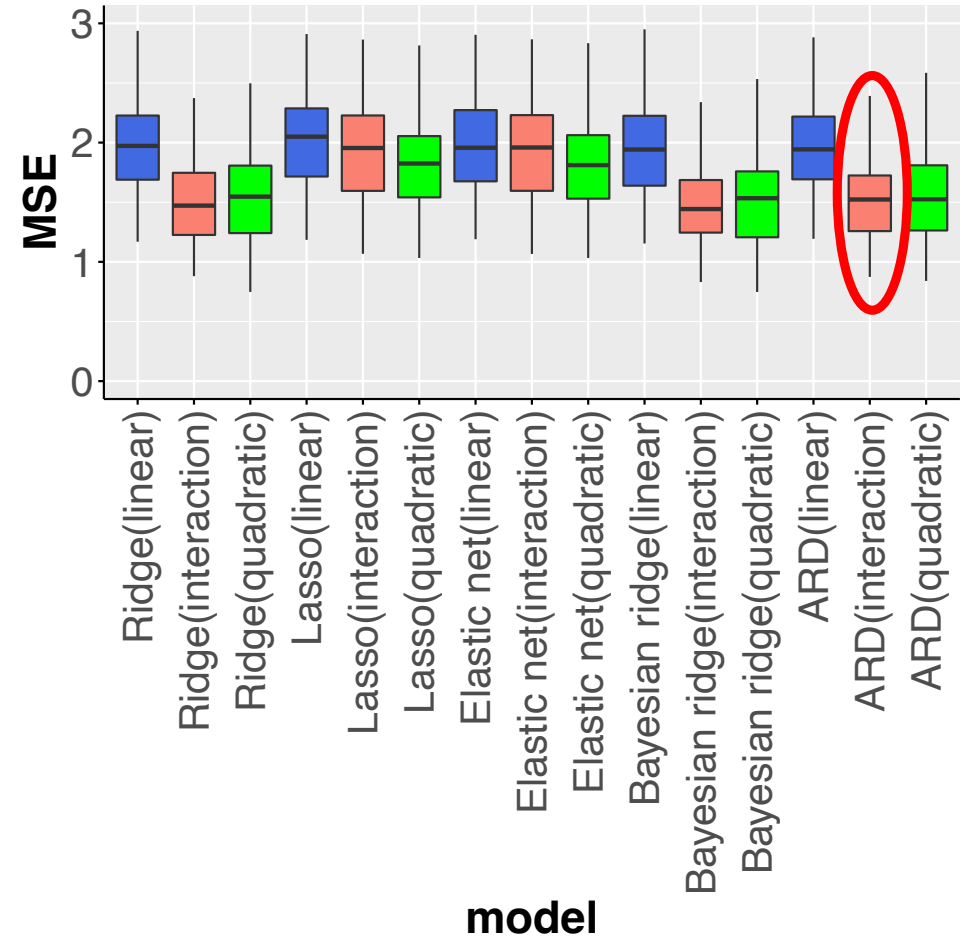 3
2
1
0
MSE
Ridge(linear)
Ridge(interaction)
Ridge(quadratic)
Lasso(linear)
Lasso(interaction)
Lasso(quadratic)
Elastic net(linear)
Elastic net(interaction)
Elastic net(quadratic)
Bayesian ridge(linear)
Bayesian ridge(interaction)
Bayesian ridge(quadratic)
ARD(linear)
ARD(interaction)
ARD(quadratic)
model